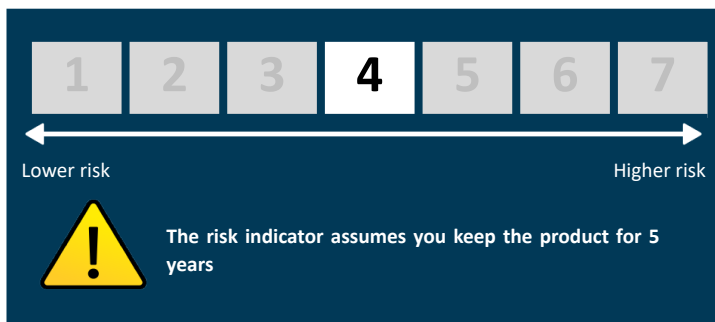 1 2 3 4 5 6 7
Lower risk Higher risk
The risk indicator assumes you keep the product for 5
years